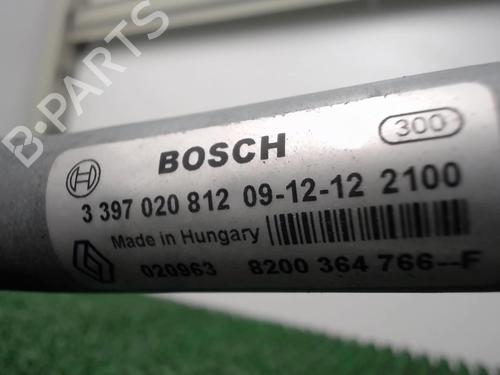 B-PARTS
300
BOSCH
3 397 020 812 09-12-12 2100
Made in Hungary
020963 8200 364 766--F